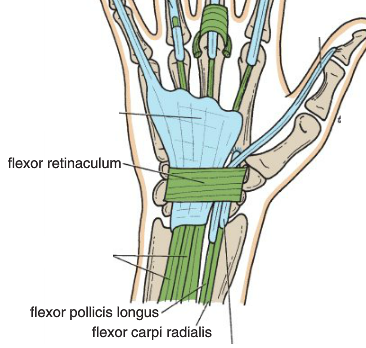 flexor retinaculum
flexor pollicis longus
flexor carpi radialis